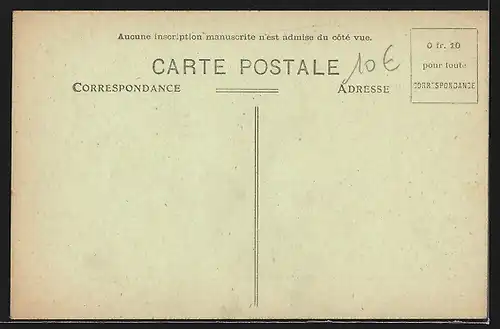 Aucune inscription manuscrite n'est admise du côté vue.
CARTE POSTALE
10€
CORRESPONDANCE
ADRESSE
0 fr. 10
pour toute
CORRESPONDANCE